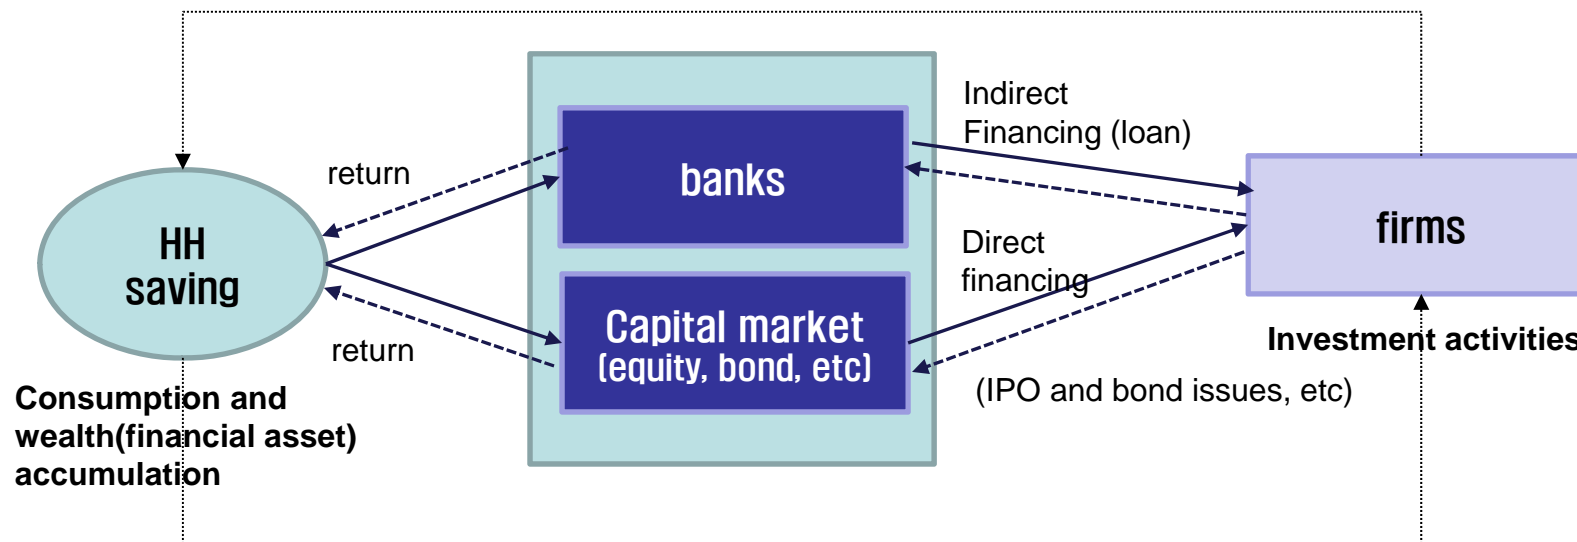 Indirect
Financing (loan)
return
banks
HH
saving
firms
Direct
financing
Capital market
(equity, bond, etc)
return
Investment activities
(IPO and bond issues, etc)
Consumption and
wealth(financial asset)
accumulation